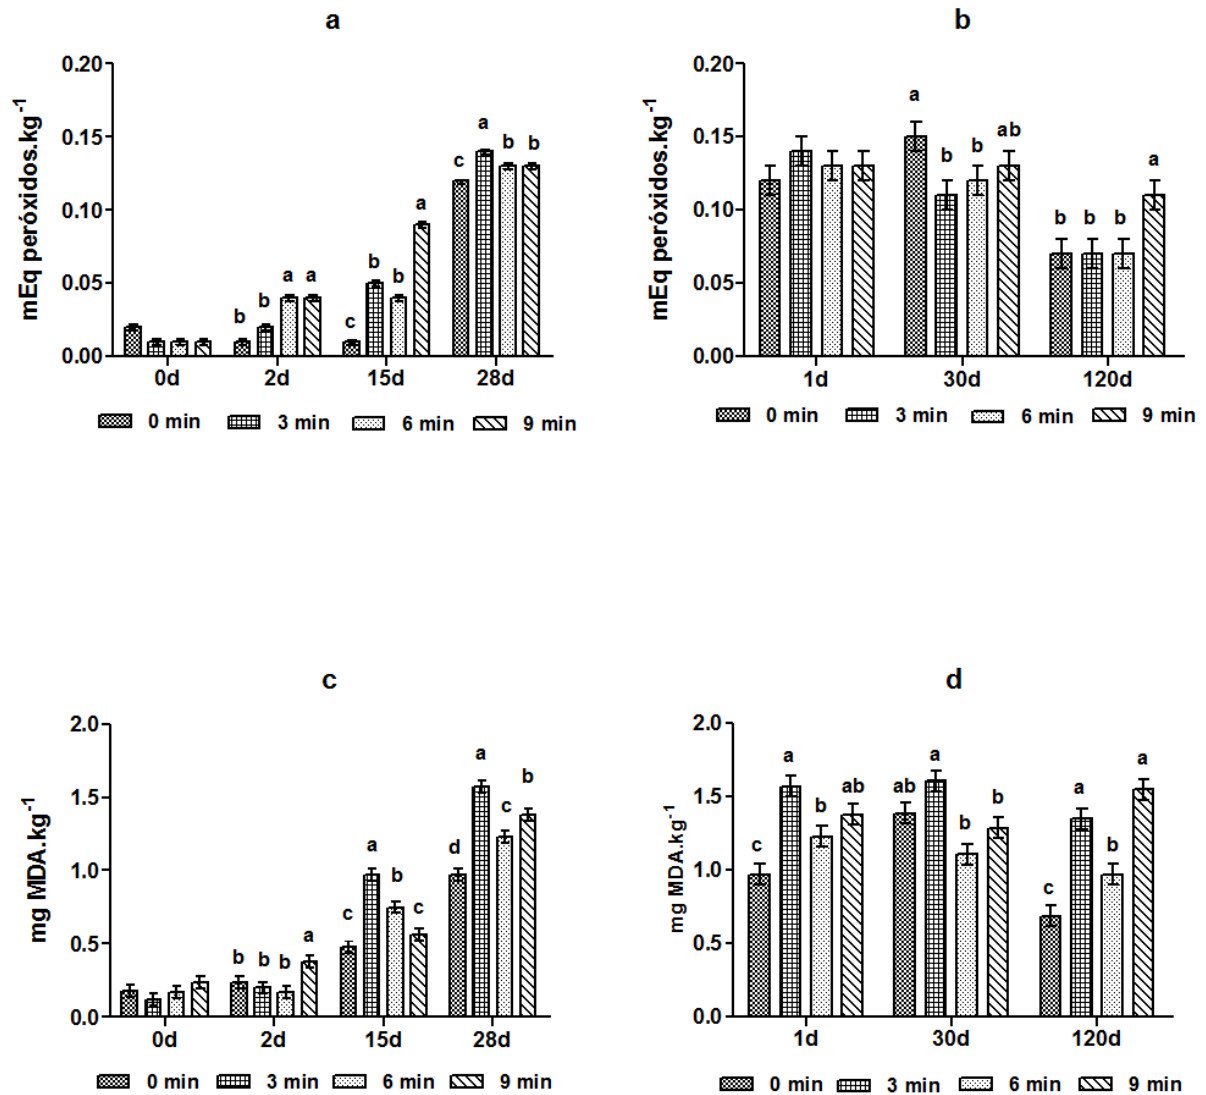 a
mEq peróxidos.kg-1
0.20
0.15
0.10
0.05
0.00
b b a a
c b b a
c a b b
0d 2d 15d 28d
0 min 3 min 6 min 9 min
b
mEq peróxidos.kg-1
0.20
0.15
0.10
0.05
0.00
a b b ab
b b b a
1d 30d 120d
0 min 3 min 6 min 9 min
c
mg MDA.kg-1
2.0
1.5
1.0
0.5
0.0
b b b a
c a b c
d a c b
0d 2d 15d 28d
0 min 3 min 6 min 9 min
d
mg MDA.kg-1
2.0
1.5
1.0
0.5
0.0
c a b ab
ab a b b
c a b a
1d 30d 120d
0 min 3 min 6 min 9 min